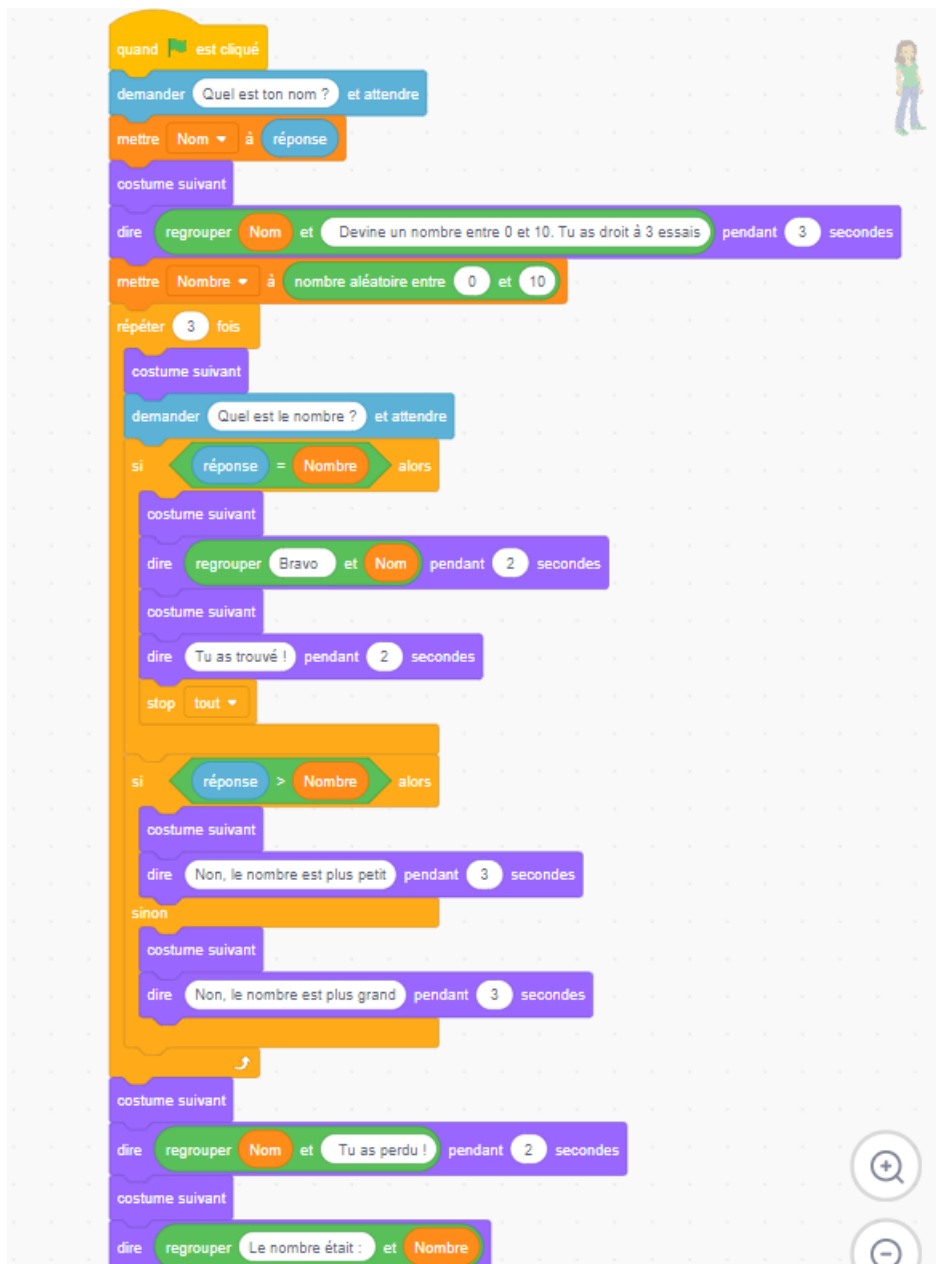 quand est cliqué
demander Quel est ton nom ? et attendre
mettre Nom à réponse
costume suivant
dire regrouper Nom et Devine un nombre entre 0 et 10. Tu as droit à 3 essais pendant 3 secondes
mettre Nombre à nombre aléatoire entre 0 et 10
répéter 3 fois
costume suivant
demander Quel est le nombre ? et attendre
si réponse = Nombre alors
costume suivant
dire regrouper Bravo et Nom pendant 2 secondes
costume suivant
dire Tu as trouvé ! pendant 2 secondes
stop tout
si réponse > Nombre alors
costume suivant
dire Non, le nombre est plus petit pendant 3 secondes
sinon
costume suivant
dire Non, le nombre est plus grand pendant 3 secondes
costume suivant
dire regrouper Nom et Tu as perdu ! pendant 2 secondes
costume suivant
dire regrouper Le nombre était : et Nombre